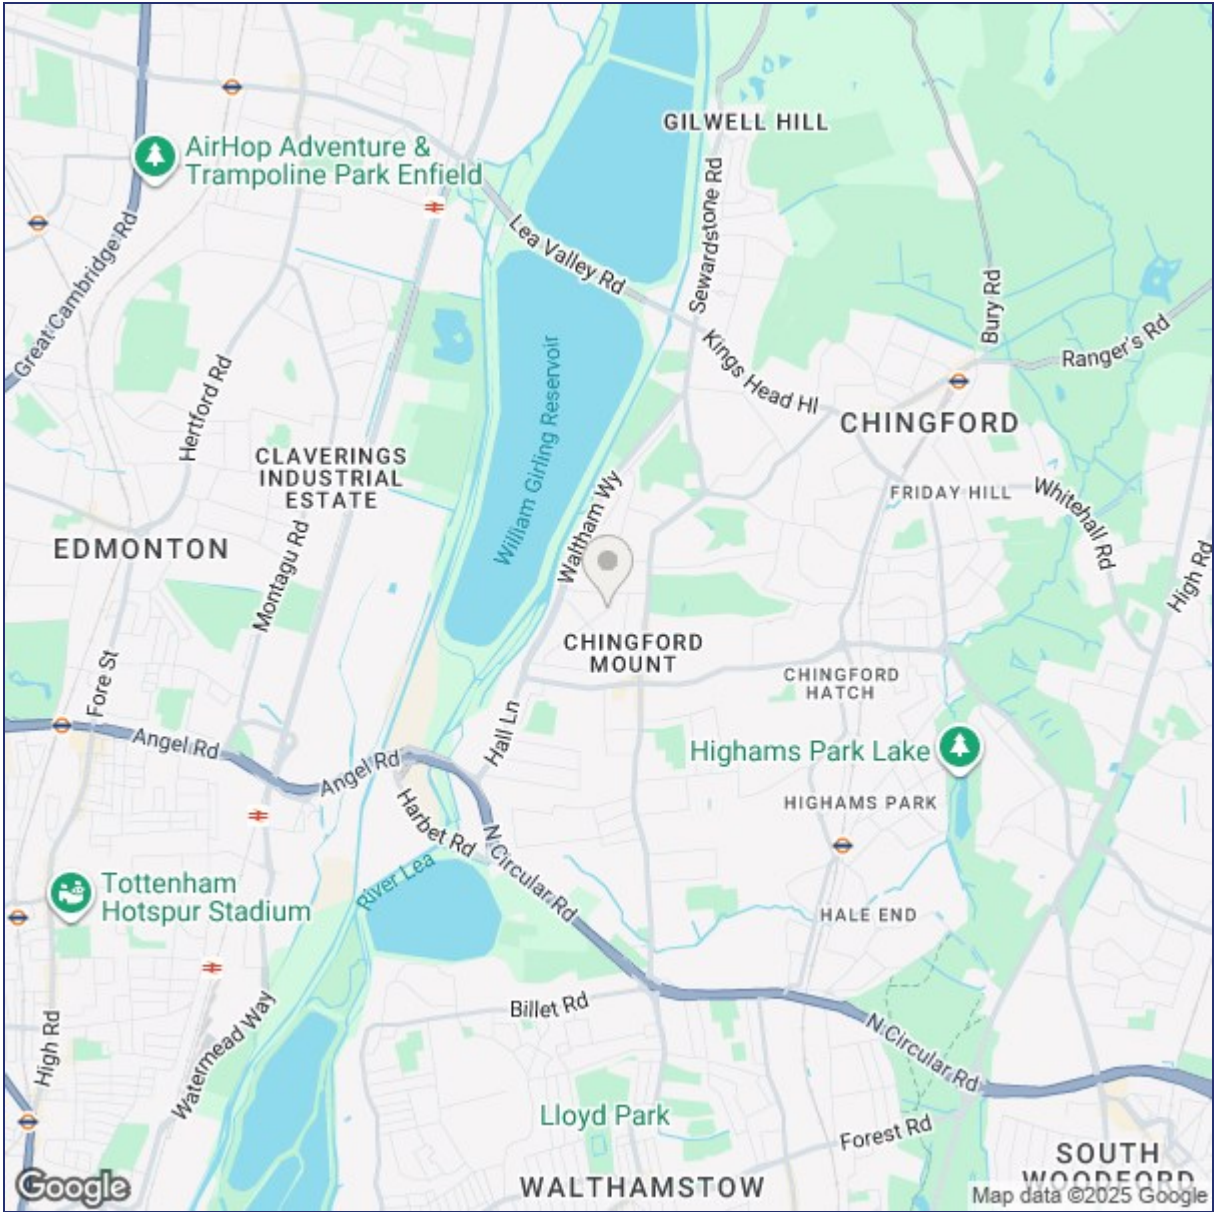 GILWELL HILL
AirHop Adventure &
Trampoline Park Enfield
Sewardstone Rd
Lea Valley Rd
Great Cambridge Rd
Bury Rd
Ranger's Rd
Kings Head Hl
Hertford Rd
William Girling Reservoir
CHINGFORD
CLAVERINGS
INDUSTRIAL
ESTATE
FRIDAY HILL
Whitehall Rd
Waltham Wy
EDMONTON
Montagu Rd
High Rd
CHINGFORD
MOUNT
Fore St
CHINGFORD
HATCH
Hall Ln
Angel Rd
Angel Rd
Highams Park Lake
Harbet Rd
HIGHAMS PARK
N Circular Rd
River Lea
Tottenham
Hotspur Stadium
HALE END
Billet Rd
High Rd
Watermead Way
N Circular Rd
Lloyd Park
Forest Rd
SOUTH
WOODFORD
WALTHAMSTOW
Google
Map data ©2025 Google